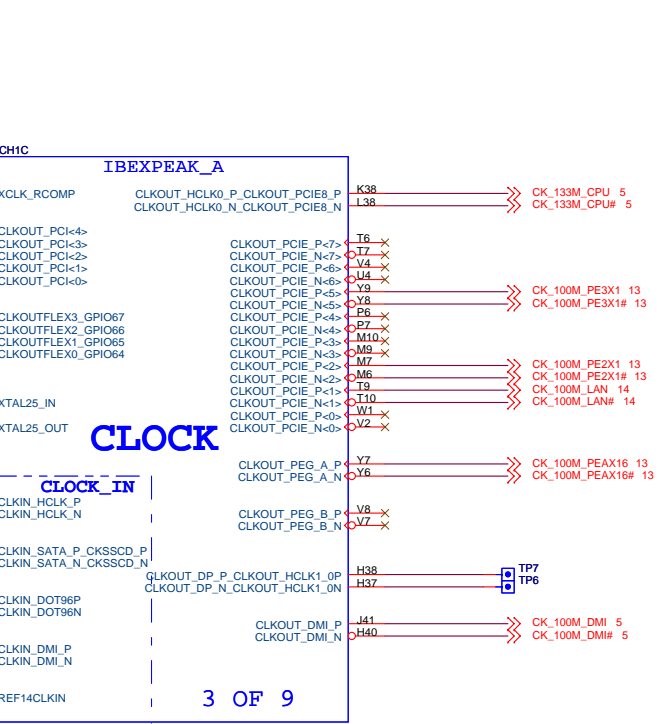 CH1C
IBEXPEAK_A
XCLK_RCOMP CLKOUT_HCLK0_P_CLKOUT_PCIE8_P K38 CK_133M_CPU 5
CLKOUT_HCLK0_N_CLKOUT_PCIE8_N L38 CK_133M_CPU# 5
CLKOUT_PCI<4>
CLKOUT_PCI<3> CLKOUT_PCIE_P<7> T6
CLKOUT_PCI<2> CLKOUT_PCIE_N<7> T7
CLKOUT_PCI<1> CLKOUT_PCIE_P<6> V4
CLKOUT_PCI<0> CLKOUT_PCIE_N<6> U4
CLKOUT_PCIE_P<5> Y9 CK_100M_PE3X1 13
CLKOUT_PCIE_N<5> Y8 CK_100M_PE3X1# 13
CLKOUTFLEX3_GPIO67 CLKOUT_PCIE_P<4> P6
CLKOUTFLEX2_GPIO66 CLKOUT_PCIE_N<4> P7
CLKOUTFLEX1_GPIO65 CLKOUT_PCIE_P<3> M10
CLKOUTFLEX0_GPIO64 CLKOUT_PCIE_N<3> M9
CLKOUT_PCIE_P<2> M7 CK_100M_PE2X1 13
CLKOUT_PCIE_N<2> M6 CK_100M_PE2X1# 13
CLKOUT_PCIE_P<1> T9 CK_100M_LAN 14
XTAL25_IN CLKOUT_PCIE_N<1> T10 CK_100M_LAN# 14
CLKOUT_PCIE_P<0> W1
XTAL25_OUT CLKOUT_PCIE_N<0> V2
CLOCK
CLKOUT_PEG_A_P Y7 CK_100M_PEAX16 13
CLKOUT_PEG_A_N Y6 CK_100M_PEAX16# 13
CLOCK_IN
CLKIN_HCLK_P
CLKIN_HCLK_N CLKOUT_PEG_B_P V8
CLKOUT_PEG_B_N V7
CLKIN_SATA_P_CKSSCD_P
CLKIN_SATA_N_CKSSCD_N
CLKOUT_DP_P_CLKOUT_HCLK1_0P H38 TP7
CLKOUT_DP_N_CLKOUT_HCLK1_0N H37 TP6
CLKIN_DOT96P
CLKIN_DOT96N
CLKOUT_DMI_P J41 CK_100M_DMI 5
CLKOUT_DMI_N H40 CK_100M_DMI# 5
CLKIN_DMI_P
CLKIN_DMI_N
REF14CLKIN 3 OF 9